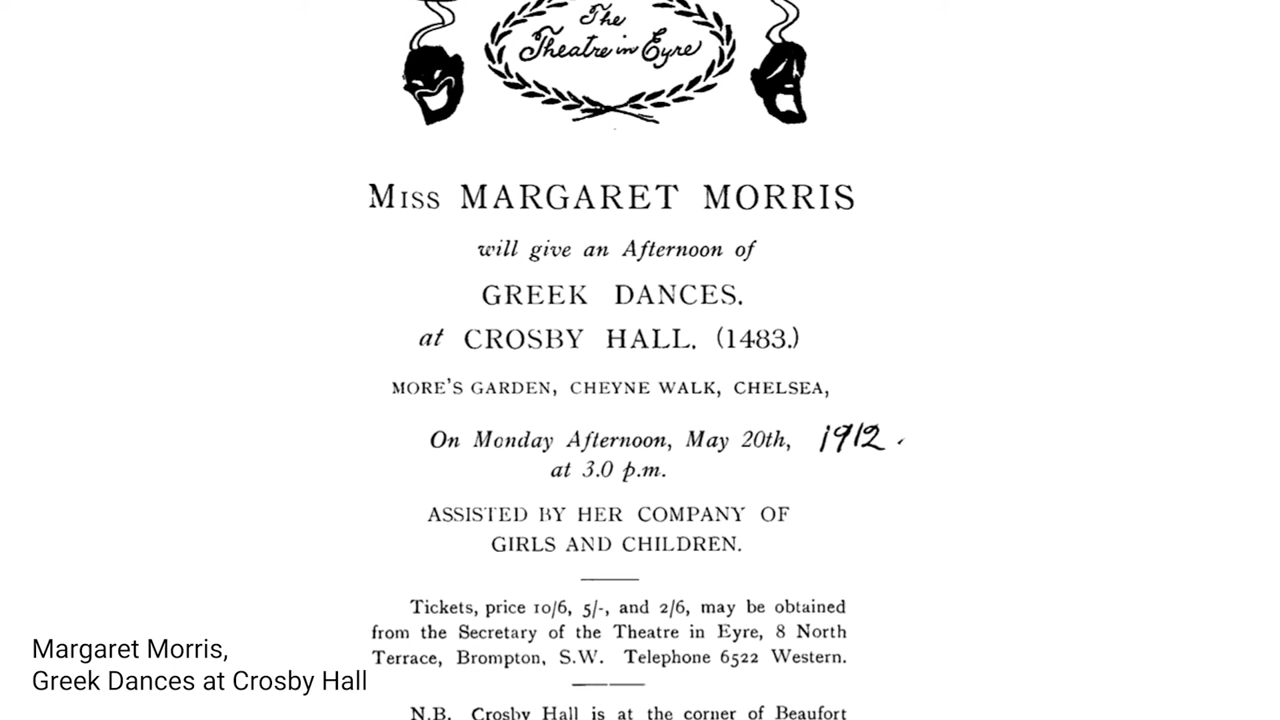 The
Theatre in Eyre
Miss MARGARET MORRIS
will give an Afternoon of
GREEK DANCES.
at CROSBY HALL. (1483.)
MORE'S GARDEN, CHEYNE WALK, CHELSEA,
On Monday Afternoon, May 20th, 1912.
at 3.0 p.m.
ASSISTED BY HER COMPANY OF
GIRLS AND CHILDREN.
Tickets, price 10/6, 5/-, and 2/6, may be obtained
from the Secretary of the Theatre in Eyre, 8 North
Terrace, Brompton, S.W. Telephone 6522 Western.
N.B. Crosby Hall is at the corner of Beaufort
Margaret Morris,
Greek Dances at Crosby Hall